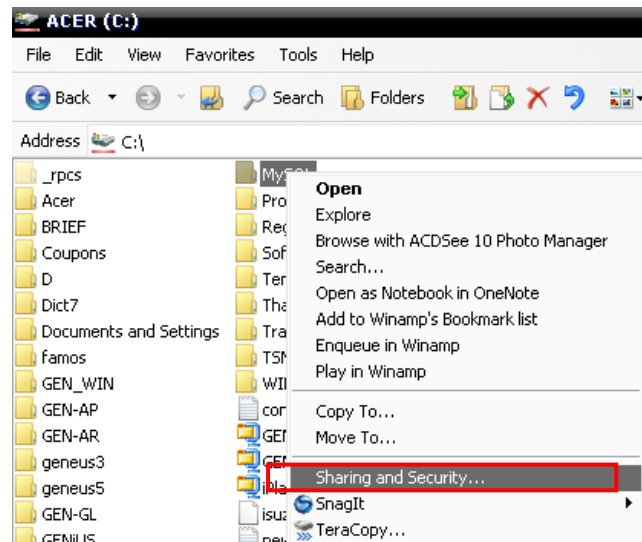 ACER (C:)
File Edit View Favorites Tools Help
Back Search Folders
Address C:\
_rpcs
Acer
BRIEF
Coupons
D
Dict7
Documents and Settings
famos
GEN_WIN
GEN-AP
GEN-AR
geneus3
geneus5
GEN-GL
GENiUS
Open
Explore
Browse with ACDSee 10 Photo Manager
Search...
Open as Notebook in OneNote
Add to Winamp's Bookmark list
Enqueue in Winamp
Play in Winamp
Copy To...
Move To...
Sharing and Security...
SnagIt
TeraCopy...